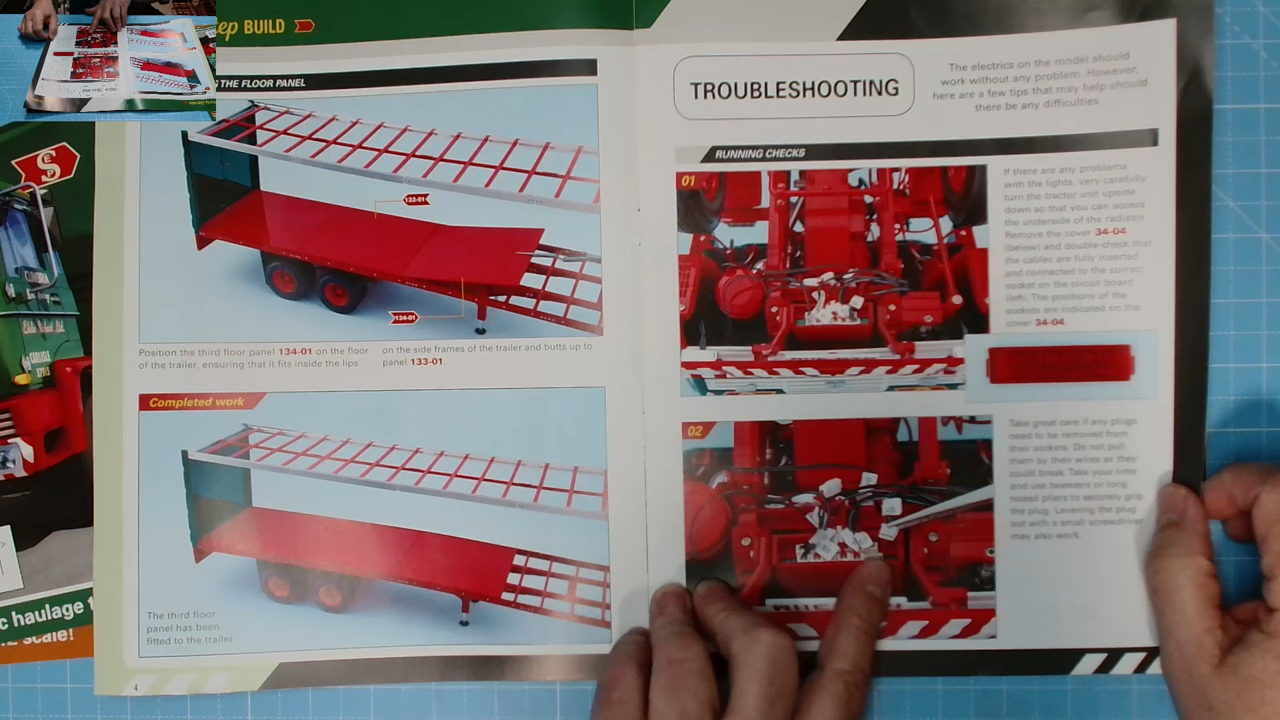 ep BUILD
THE FLOOR PANEL
133-01
134-01
Position the third floor panel 134-01 on the floor
of the trailer, ensuring that it fits inside the lips
on the side frames of the trailer and butts up to
panel 133-01.
Completed work
The third floor
panel has been
fitted to the trailer.
4
TROUBLESHOOTING
The electrics on the model should
work without any problem. However,
here are a few tips that may help should
there be any difficulties.
RUNNING CHECKS
01
If there are any problems
with the lights, very carefully
turn the tractor unit upside
down so that you can access
the underside of the radiator.
Remove the cover 34-04
(below) and double-check that
the cables are fully inserted
and connected to the correct
socket on the circuit board
(left). The positions of the
sockets are indicated on the
cover 34-04.
02
Take great care if any plugs
need to be removed from
their sockets. Do not pull
them by their wires as they
could break. Take your time
and use tweezers or long
nosed pliers to securely grip
the plug. Levering the plug
out with a small screwdriver
may also work.
c haulage
scale!